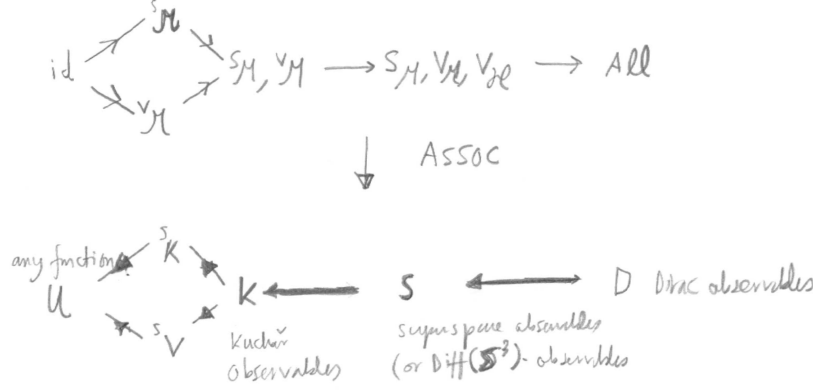 ˢM
id ˢM, ⱽM ⟶ ˢM, ⱽM, ⱽH ⟶ All
ⱽM
ASSOC
any function ˢK
U K S D Dirac observables
ˢV
Kuchař observables
superspace observables
(or Diff(S³)-observables